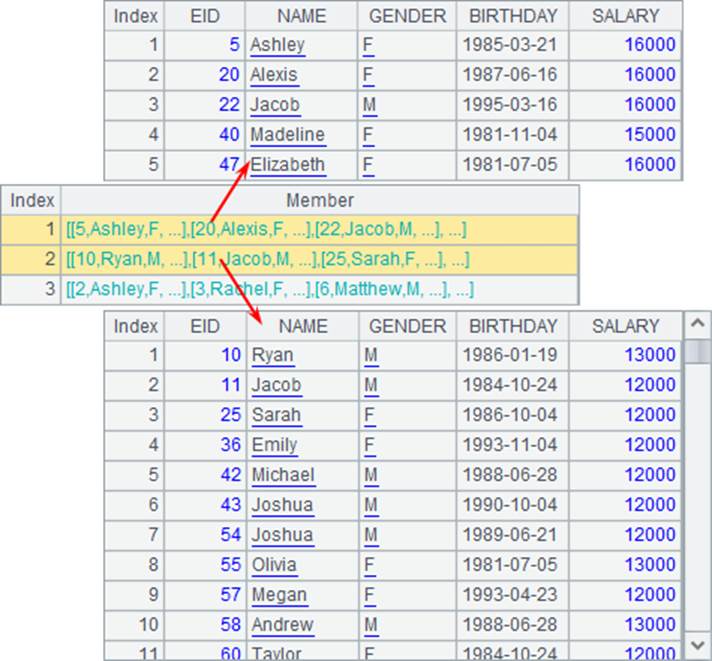 Index EID NAME GENDER BIRTHDAY SALARY
1 5 Ashley F 1985-03-21 16000
2 20 Alexis F 1987-06-16 16000
3 22 Jacob M 1995-03-16 16000
4 40 Madeline F 1981-11-04 15000
5 47 Elizabeth F 1981-07-05 16000
Index Member
1 [[5,Ashley,F, ...],[20,Alexis,F, ...],[22,Jacob,M, ...], ...]
2 [[10,Ryan,M, ...],[11,Jacob,M, ...],[25,Sarah,F, ...], ...]
3 [[2,Ashley,F, ...],[3,Rachel,F, ...],[6,Matthew,M, ...], ...]
Index EID NAME GENDER BIRTHDAY SALARY
1 10 Ryan M 1986-01-19 13000
2 11 Jacob M 1984-10-24 12000
3 25 Sarah F 1986-10-04 12000
4 36 Emily F 1993-11-04 12000
5 42 Michael M 1988-06-28 12000
6 43 Joshua M 1990-10-04 12000
7 54 Joshua M 1989-06-21 12000
8 55 Olivia F 1981-07-05 13000
9 57 Megan F 1993-04-23 12000
10 58 Andrew M 1988-06-28 13000
11 60 Taylor F 1984-10-24 12000